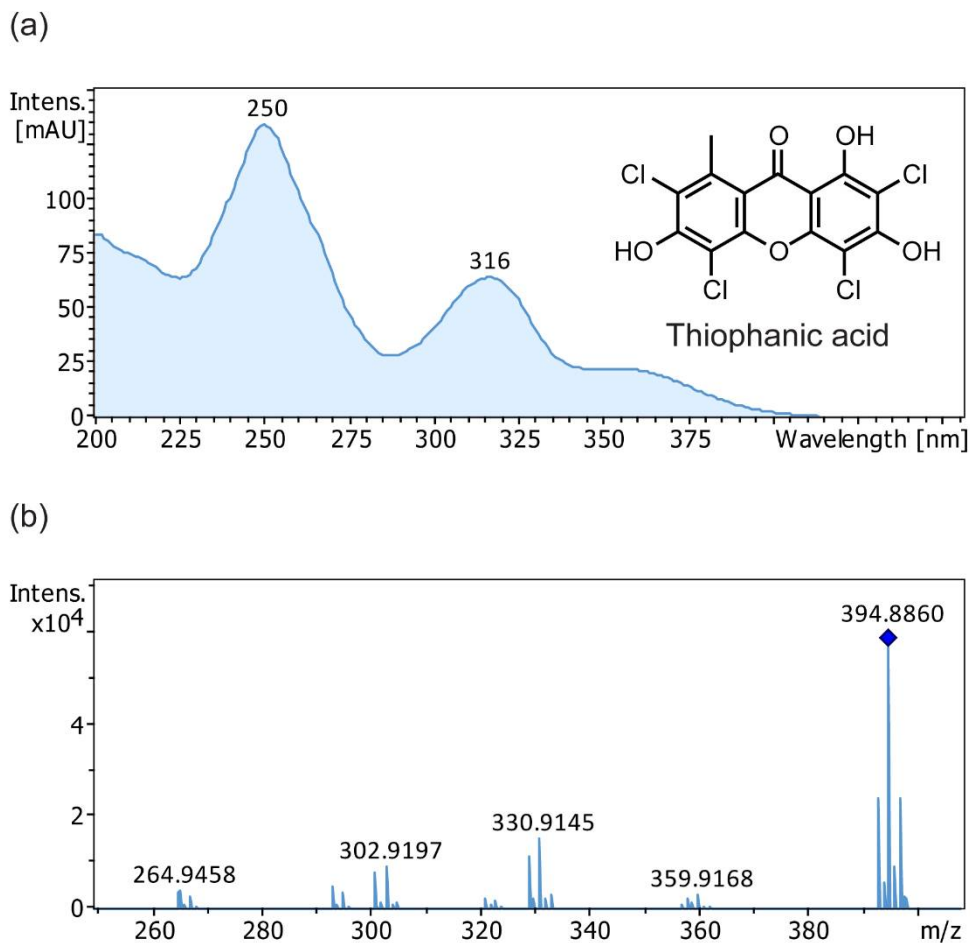 (a)
Intens.
[mAU]
250
316
100
75
50
25
0
200 225 250 275 300 325 350 375 Wavelength [nm]
O OH
Cl Cl
HO O OH
Cl Cl
Thiophanic acid
(b)
Intens.
x10⁴
394.8860
4
2
330.9145
302.9197
264.9458
359.9168
0
260 280 300 320 340 360 380 m/z